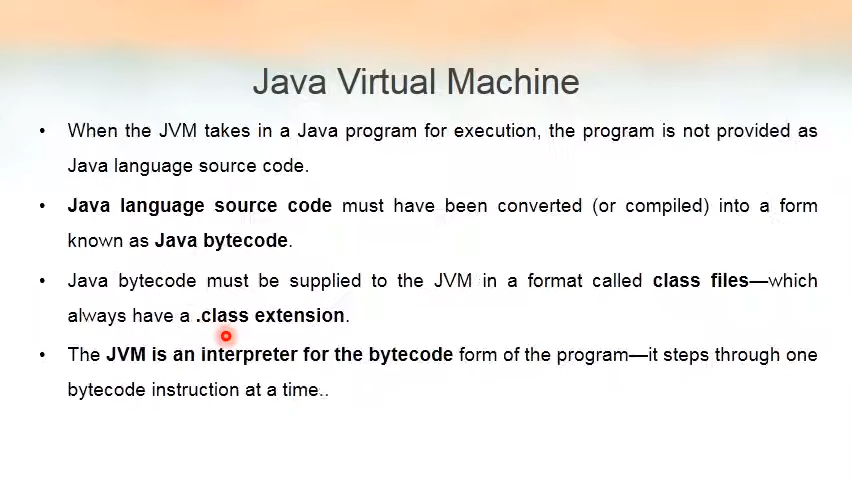 Java Virtual Machine
• When the JVM takes in a Java program for execution, the program is not provided as
Java language source code.
• Java language source code must have been converted (or compiled) into a form
known as Java bytecode.
• Java bytecode must be supplied to the JVM in a format called class files—which
always have a .class extension.
• The JVM is an interpreter for the bytecode form of the program—it steps through one
bytecode instruction at a time..